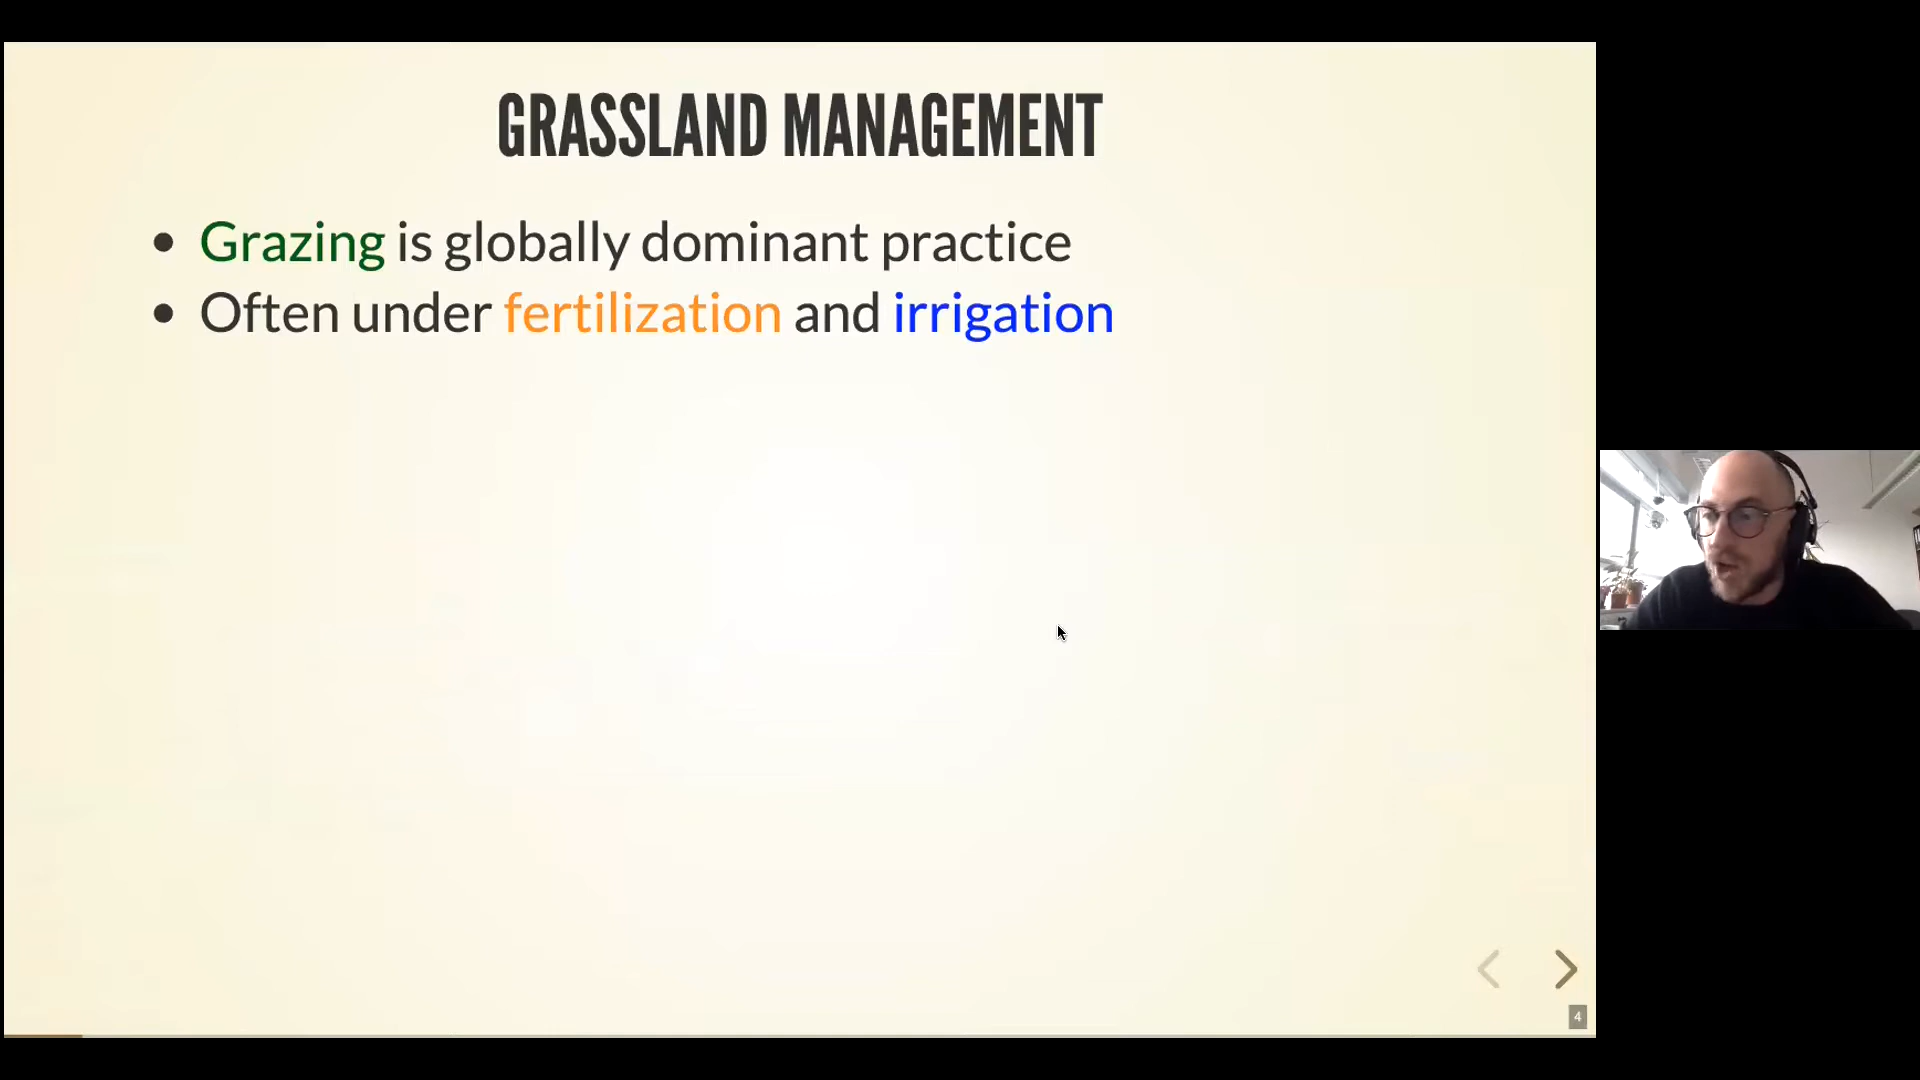 GRASSLAND MANAGEMENT
• Grazing is globally dominant practice
• Often under fertilization and irrigation
4